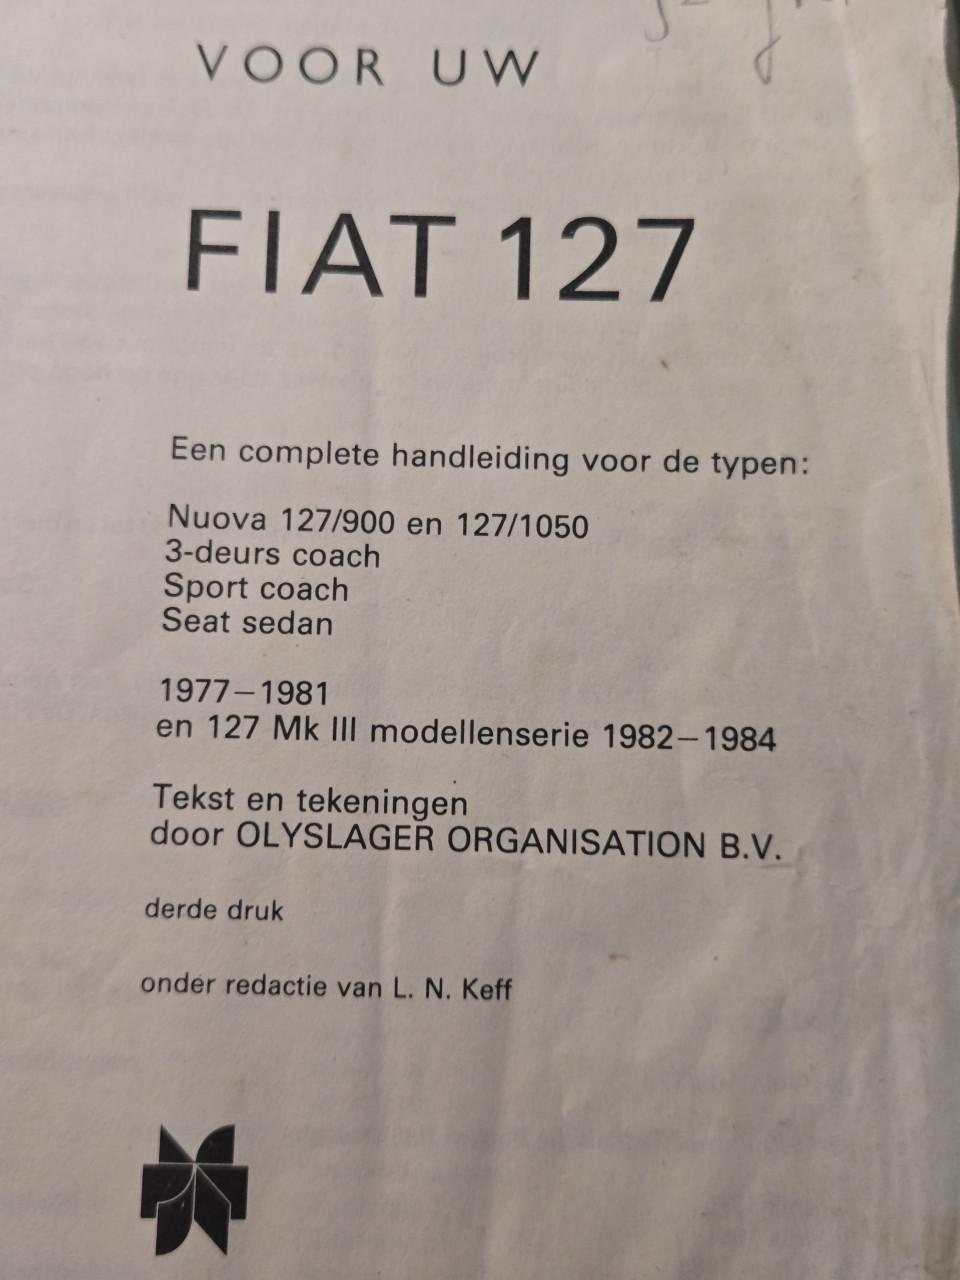 VOOR UW
FIAT 127
Een complete handleiding voor de typen:
Nuova 127/900 en 127/1050
3-deurs coach
Sport coach
Seat sedan
1977–1981
en 127 Mk III modellenserie 1982–1984
Tekst en tekeningen
door OLYSLAGER ORGANISATION B.V.
derde druk
onder redactie van L. N. Keff